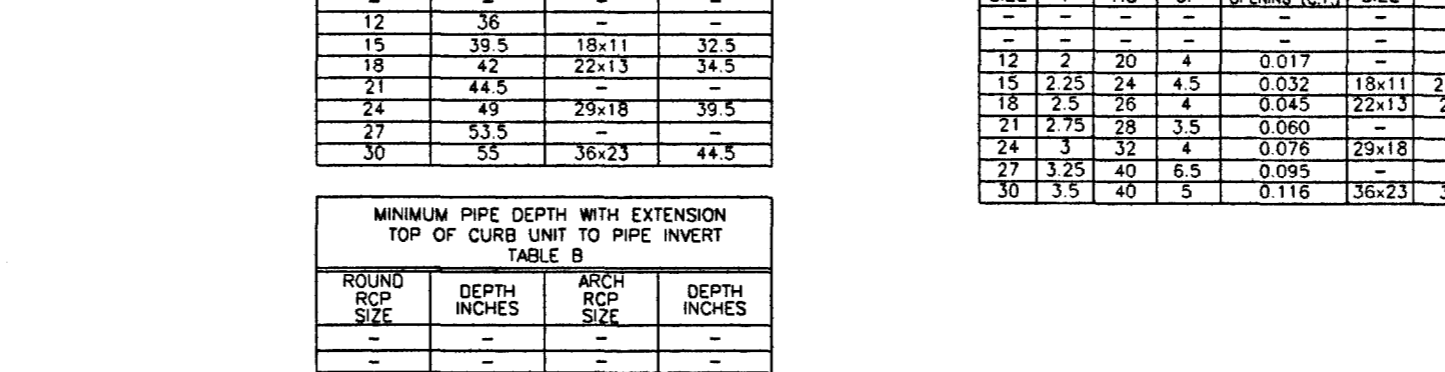 – – – –
12 36 – –
15 39.5 18x11 32.5
18 42 22x13 34.5
21 44.5 – –
24 49 29x18 39.5
27 53.5 – –
30 55 36x23 44.5
MINIMUM PIPE DEPTH WITH EXTENSION
TOP OF CURB UNIT TO PIPE INVERT
TABLE B
ROUND RCP SIZE DEPTH INCHES ARCH RCP SIZE DEPTH INCHES
– – – –
– – – –
– – – – – –
– – – – – –
12 2 20 4 0.017 –
15 2.25 24 4.5 0.032 18x11
18 2.5 26 4 0.045 22x13
21 2.75 28 3.5 0.060 –
24 3 32 4 0.076 29x18
27 3.25 40 6.5 0.095 –
30 3.5 40 5 0.116 36x23